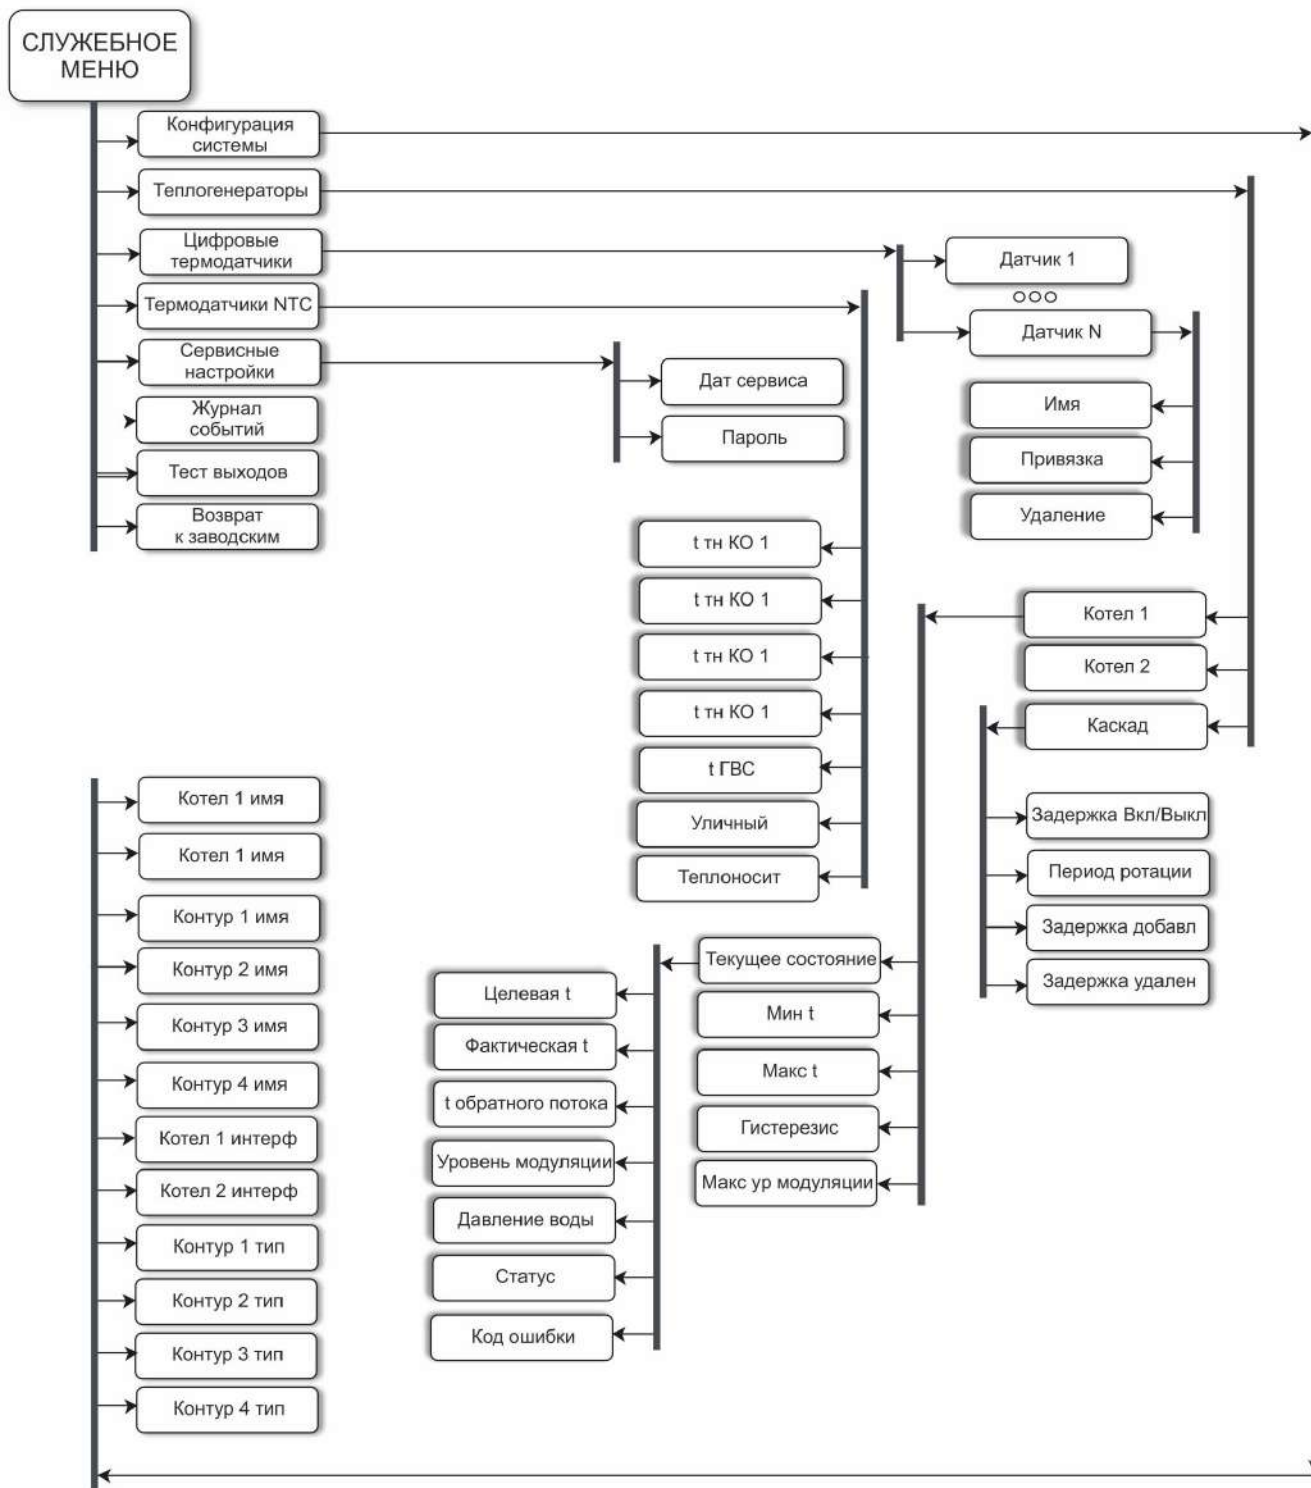 СЛУЖЕБНОЕ
МЕНЮ
Конфигурация
системы
Теплогенераторы
Цифровые
термодатчики
Термодатчики NTC
Сервисные
настройки
Журнал
событий
Тест выходов
Возврат
к заводским
Датчик 1
Датчик N
Имя
Привязка
Удаление
Дат сервиса
Пароль
t тн КО 1
t тн КО 1
t тн КО 1
t тн КО 1
t ГВС
Уличный
Теплоносит
Котел 1
Котел 2
Каскад
Задержка Вкл/Выкл
Период ротации
Задержка добавл
Задержка удален
Текущее состояние
Мин t
Макс t
Гистерезис
Макс ур модуляции
Целевая t
Фактическая t
t обратного потока
Уровень модуляции
Давление воды
Статус
Код ошибки
Котел 1 имя
Котел 1 имя
Контур 1 имя
Контур 2 имя
Контур 3 имя
Контур 4 имя
Котел 1 интерф
Котел 2 интерф
Контур 1 тип
Контур 2 тип
Контур 3 тип
Контур 4 тип